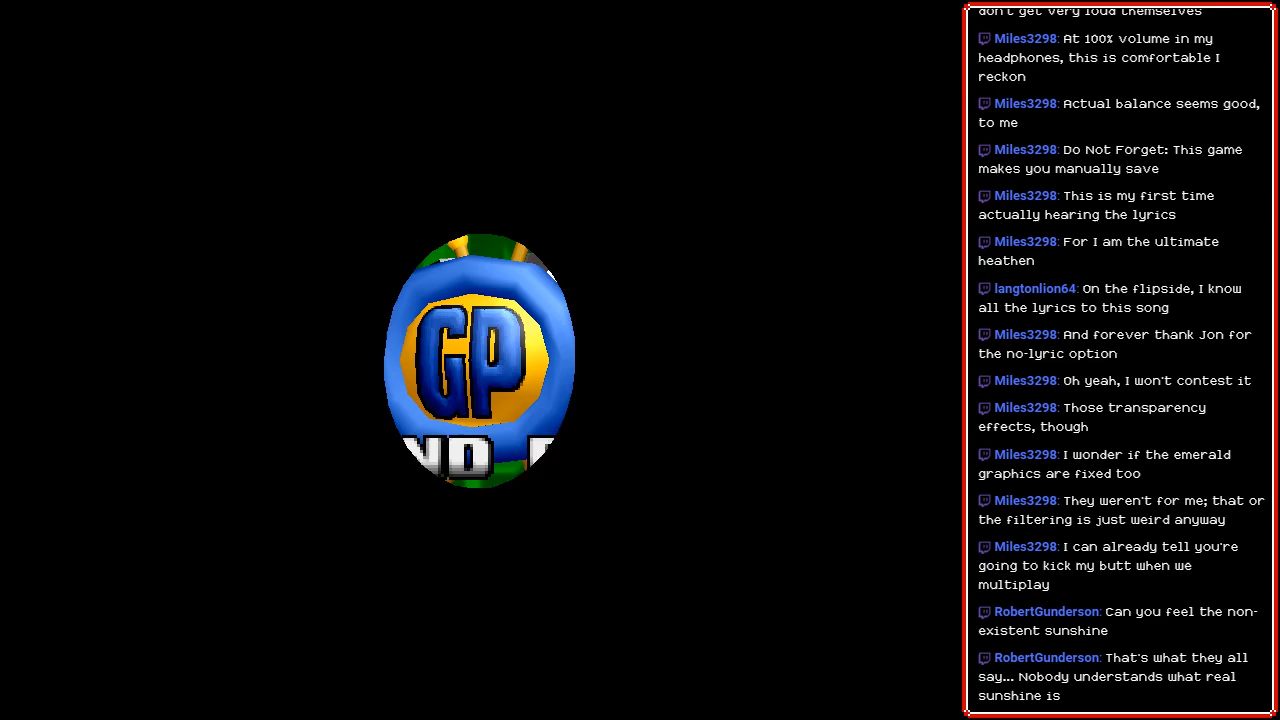 GP
ND
don't get very loud themselves
Miles3298: At 100% volume in my
headphones, this is comfortable I
reckon
Miles3298: Actual balance seems good,
to me
Miles3298: Do Not Forget: This game
makes you manually save
Miles3298: This is my first time
actually hearing the lyrics
Miles3298: For I am the ultimate
heathen
langtonlion64: On the flipside, I know
all the lyrics to this song
Miles3298: And forever thank Jon for
the no-lyric option
Miles3298: Oh yeah, I won't contest it
Miles3298: Those transparency
effects, though
Miles3298: I wonder if the emerald
graphics are fixed too
Miles3298: They weren't for me; that or
the filtering is just weird anyway
Miles3298: I can already tell you're
going to kick my butt when we
multiplay
RobertGunderson: Can you feel the non-
existent sunshine
RobertGunderson: That's what they all
say... Nobody understands what real
sunshine is